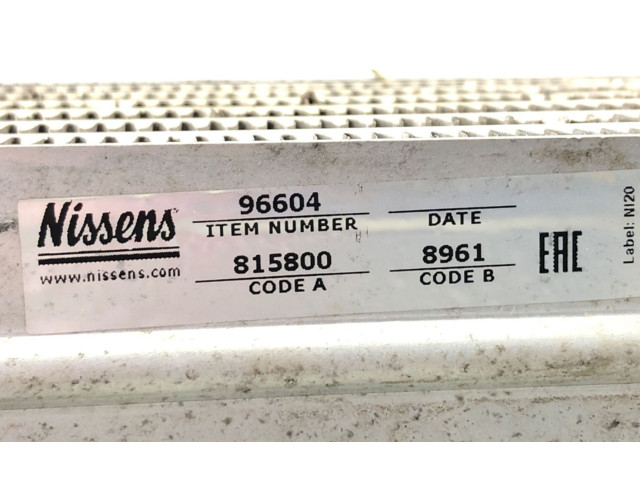 Nissens
www.nissens.com
96604
ITEM NUMBER
DATE
815800
CODE A
8961
CODE B
EAC
Label: NI20